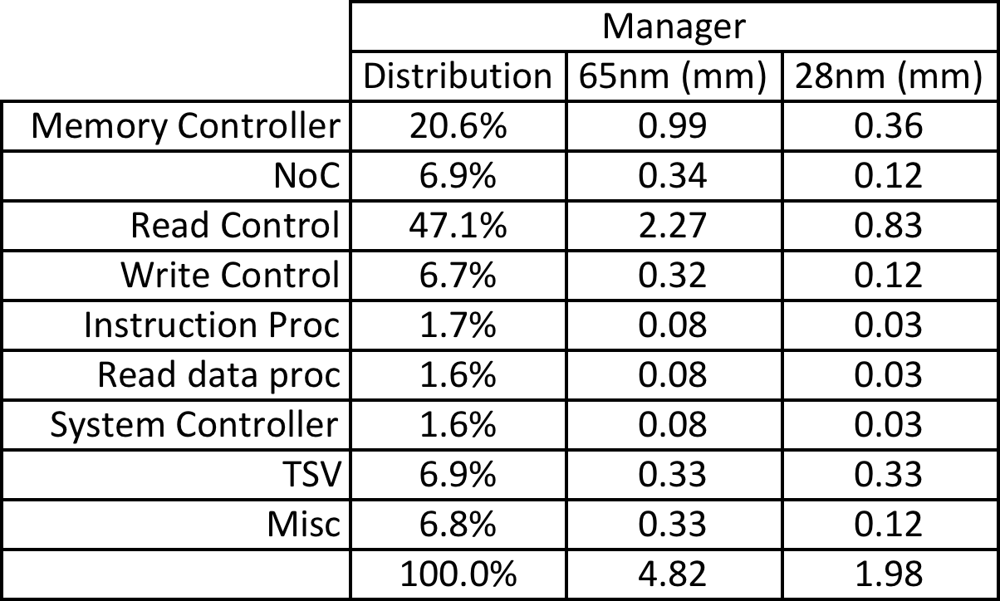 Manager
Distribution 65nm (mm) 28nm (mm)
Memory Controller 20.6% 0.99 0.36
NoC 6.9% 0.34 0.12
Read Control 47.1% 2.27 0.83
Write Control 6.7% 0.32 0.12
Instruction Proc 1.7% 0.08 0.03
Read data proc 1.6% 0.08 0.03
System Controller 1.6% 0.08 0.03
TSV 6.9% 0.33 0.33
Misc 6.8% 0.33 0.12
100.0% 4.82 1.98